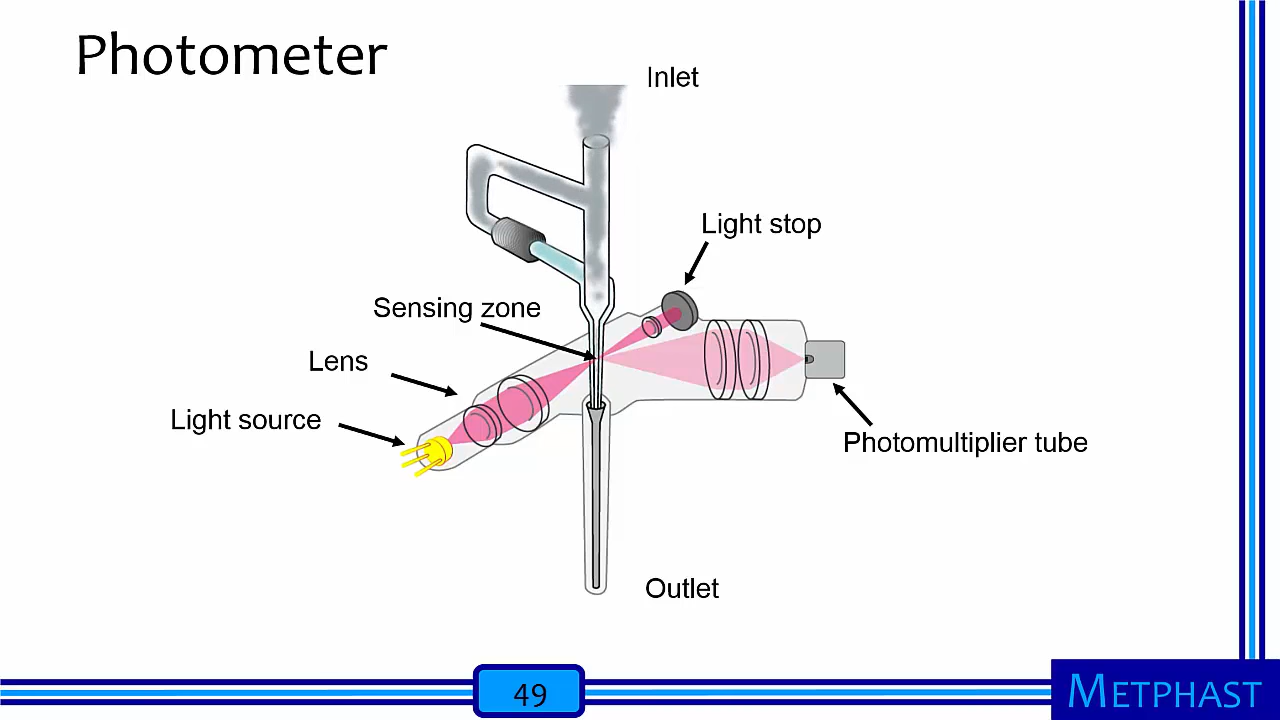 Photometer
Inlet
Light stop
Sensing zone
Lens
Light source
Photomultiplier tube
Outlet
49
METPHAST